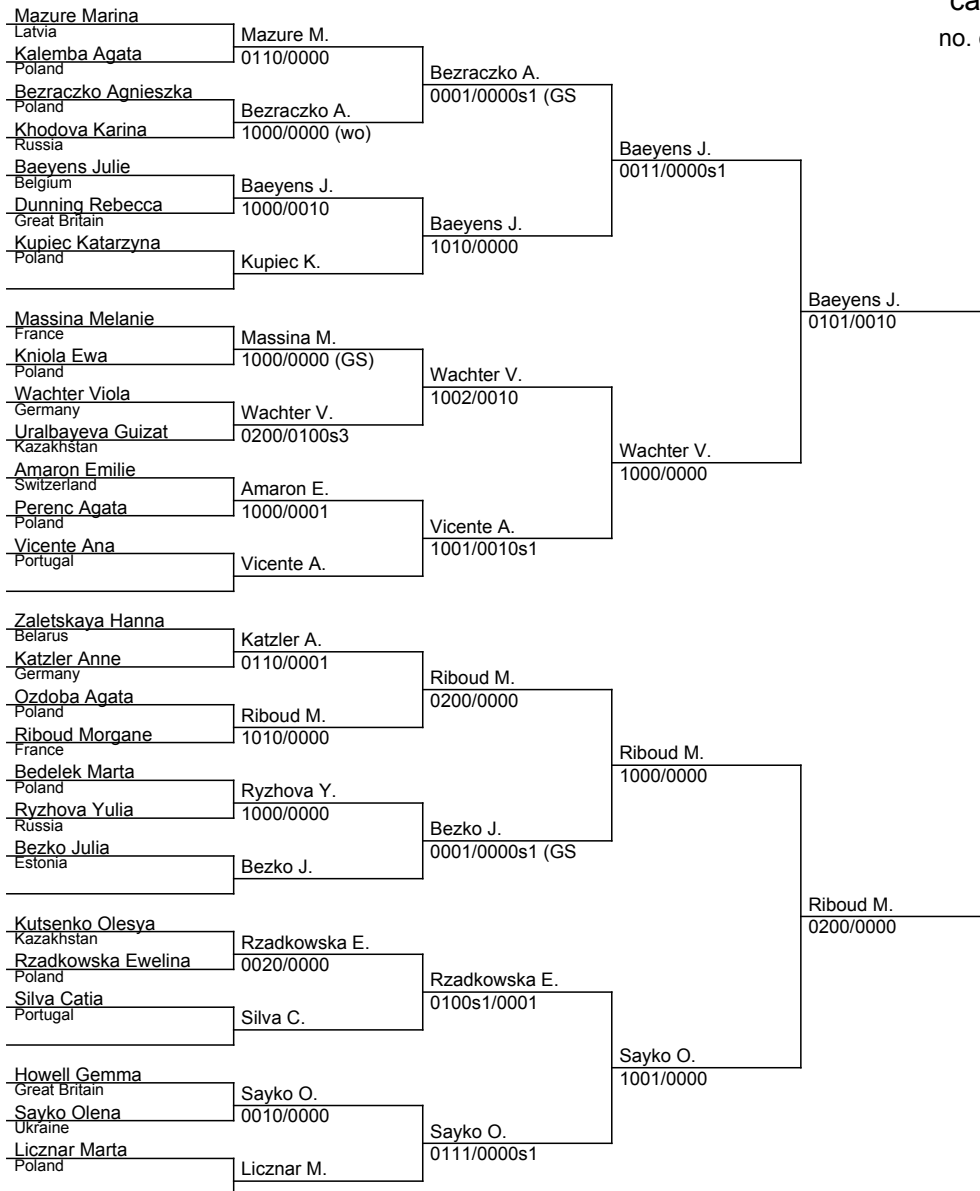 ca
no.
Mazure Marina
Latvia
Kalemba Agata
Poland
Bezraczko Agnieszka
Poland
Khodova Karina
Russia
Baeyens Julie
Belgium
Dunning Rebecca
Great Britain
Kupiec Katarzyna
Poland
Massina Melanie
France
Kniola Ewa
Poland
Wachter Viola
Germany
Uralbayeva Guizat
Kazakhstan
Amaron Emilie
Switzerland
Perenc Agata
Poland
Vicente Ana
Portugal
Zaletskaya Hanna
Belarus
Katzler Anne
Germany
Ozdoba Agata
Poland
Riboud Morgane
France
Bedelek Marta
Poland
Ryzhova Yulia
Russia
Bezko Julia
Estonia
Kutsenko Olesya
Kazakhstan
Rzadkowska Ewelina
Poland
Silva Catia
Portugal
Howell Gemma
Great Britain
Sayko Olena
Ukraine
Licznar Marta
Poland
Mazure M.
0110/0000
Bezraczko A.
1000/0000 (wo)
Baeyens J.
1000/0010
Kupiec K.
Massina M.
1000/0000 (GS)
Wachter V.
0200/0100s3
Amaron E.
1000/0001
Vicente A.
Katzler A.
0110/0001
Riboud M.
1010/0000
Ryzhova Y.
1000/0000
Bezko J.
Rzadkowska E.
0020/0000
Silva C.
Sayko O.
0010/0000
Licznar M.
Bezraczko A.
0001/0000s1 (GS
Baeyens J.
1010/0000
Wachter V.
1002/0010
Vicente A.
1001/0010s1
Riboud M.
0200/0000
Bezko J.
0001/0000s1 (GS
Rzadkowska E.
0100s1/0001
Sayko O.
0111/0000s1
Baeyens J.
0011/0000s1
Wachter V.
1000/0000
Riboud M.
1000/0000
Sayko O.
1001/0000
Baeyens J.
0101/0010
Riboud M.
0200/0000